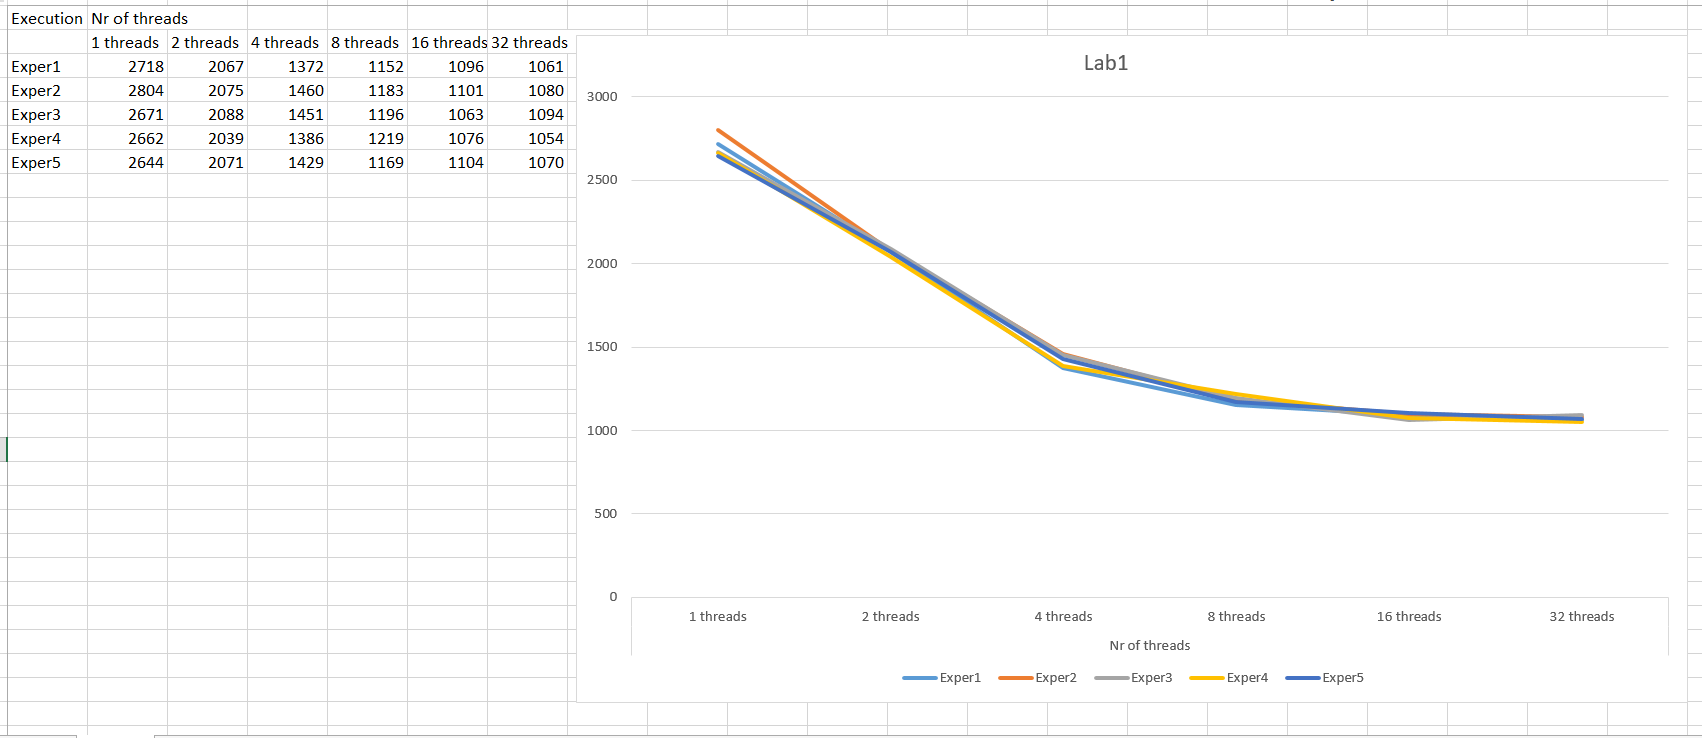 Execution Nr of threads
1 threads 2 threads 4 threads 8 threads 16 threads 32 threads
Exper1 2718 2067 1372 1152 1096 1061
Exper2 2804 2075 1460 1183 1101 1080
Exper3 2671 2088 1451 1196 1063 1094
Exper4 2662 2039 1386 1219 1076 1054
Exper5 2644 2071 1429 1169 1104 1070
Lab1
3000
2500
2000
1500
1000
500
0
1 threads 2 threads 4 threads 8 threads 16 threads 32 threads
Nr of threads
Exper1 Exper2 Exper3 Exper4 Exper5